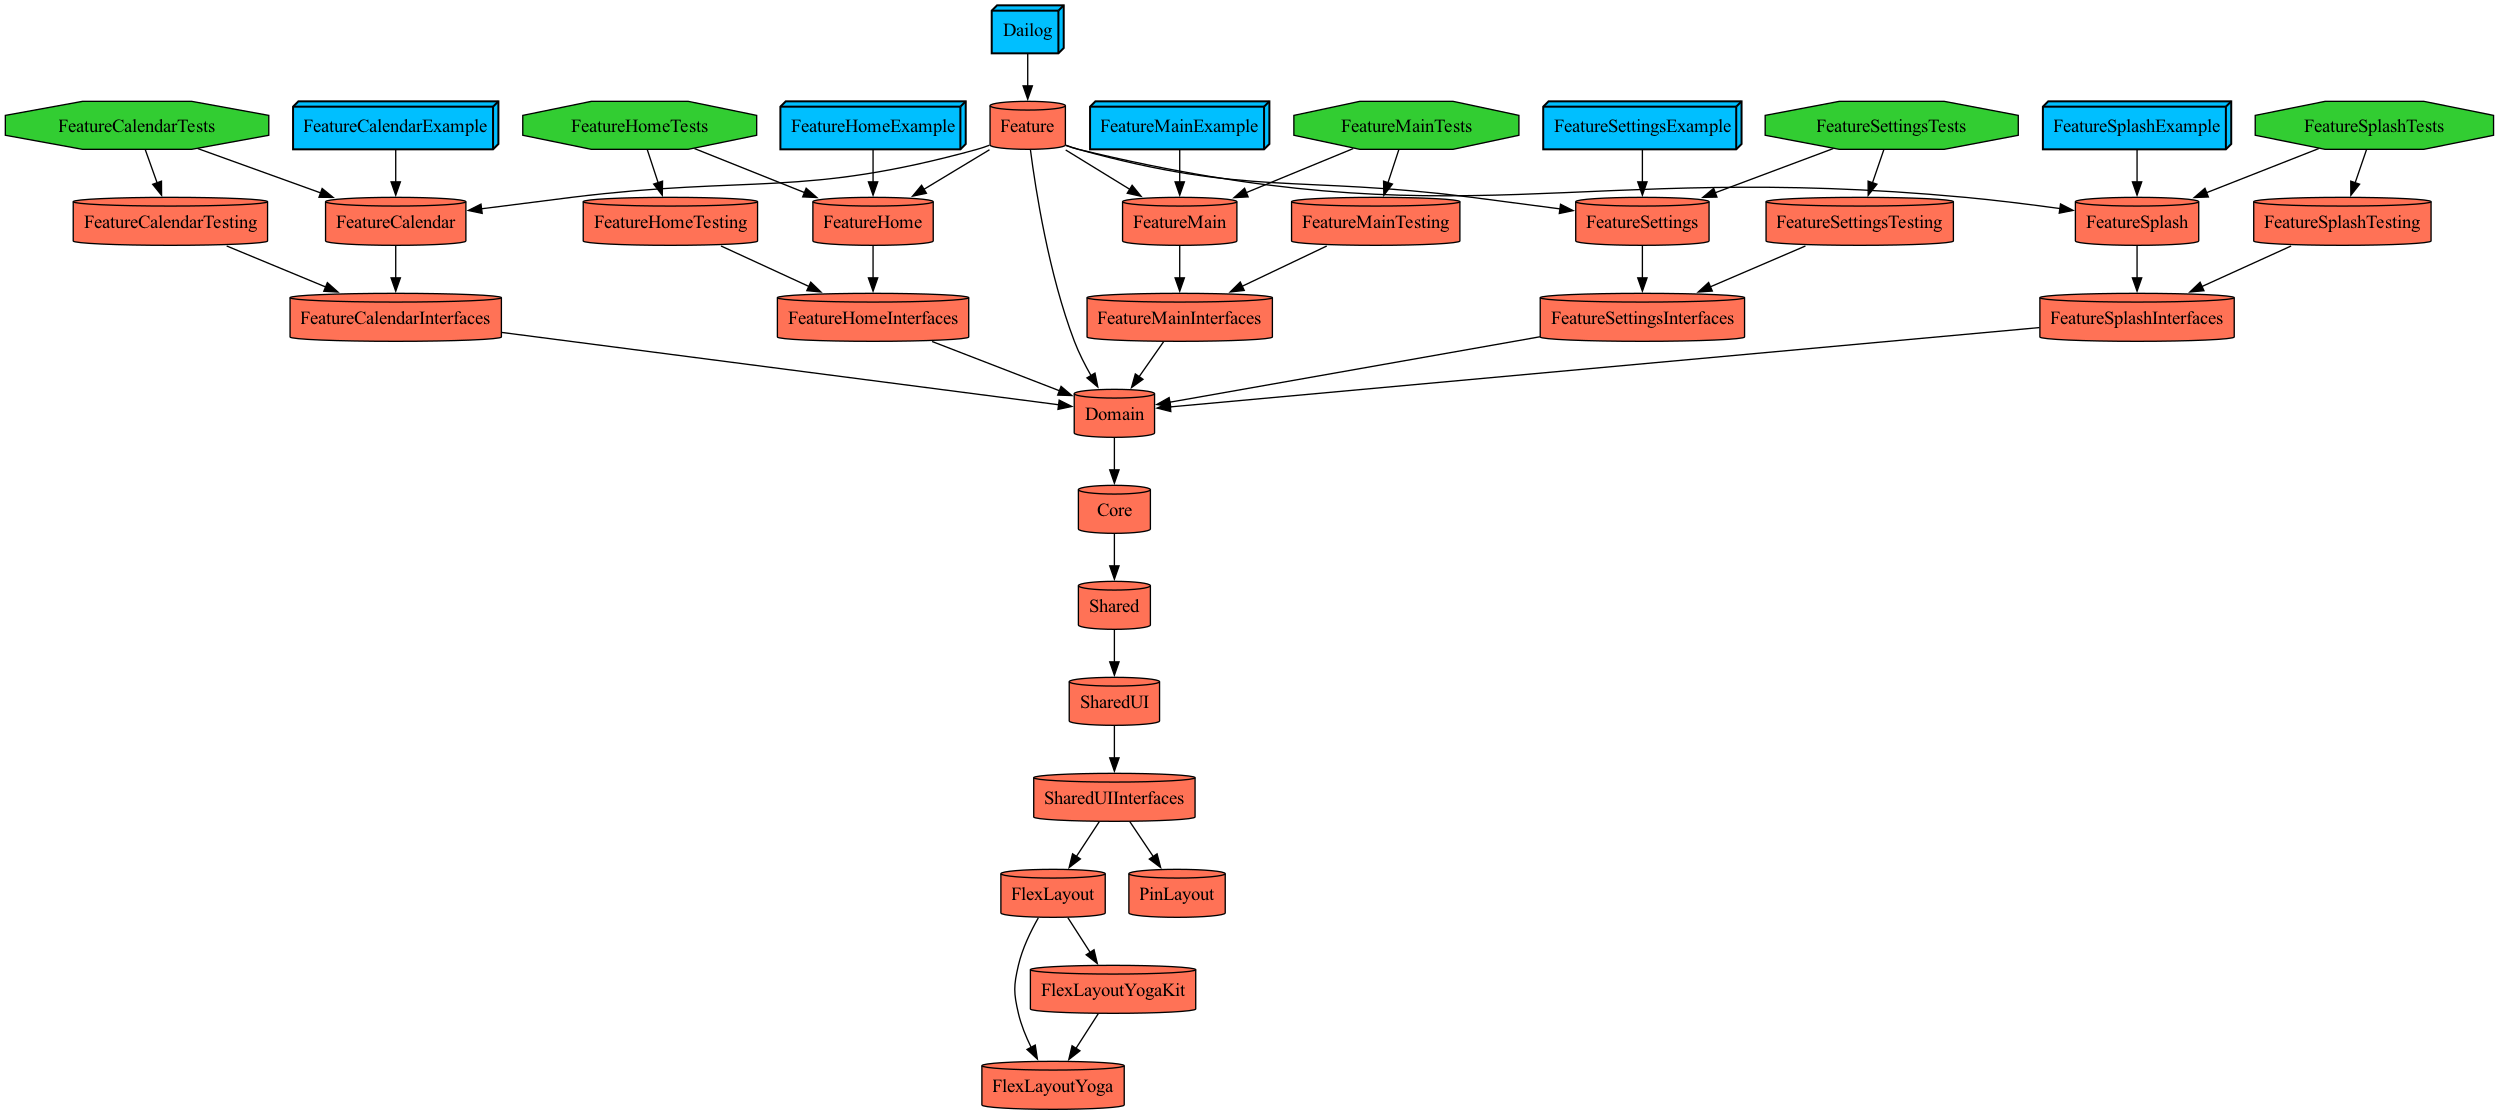 Dailog
FeatureCalendarTests
FeatureCalendarExample
FeatureHomeTests
FeatureHomeExample
Feature
FeatureMainExample
FeatureMainTests
FeatureSettingsExample
FeatureSettingsTests
FeatureSplashExample
FeatureSplashTests
FeatureCalendarTesting
FeatureCalendar
FeatureHomeTesting
FeatureHome
FeatureMain
FeatureMainTesting
FeatureSettings
FeatureSettingsTesting
FeatureSplash
FeatureSplashTesting
FeatureCalendarInterfaces
FeatureHomeInterfaces
FeatureMainInterfaces
FeatureSettingsInterfaces
FeatureSplashInterfaces
Domain
Core
Shared
SharedUI
SharedUIInterfaces
FlexLayout
PinLayout
FlexLayoutYogaKit
FlexLayoutYoga